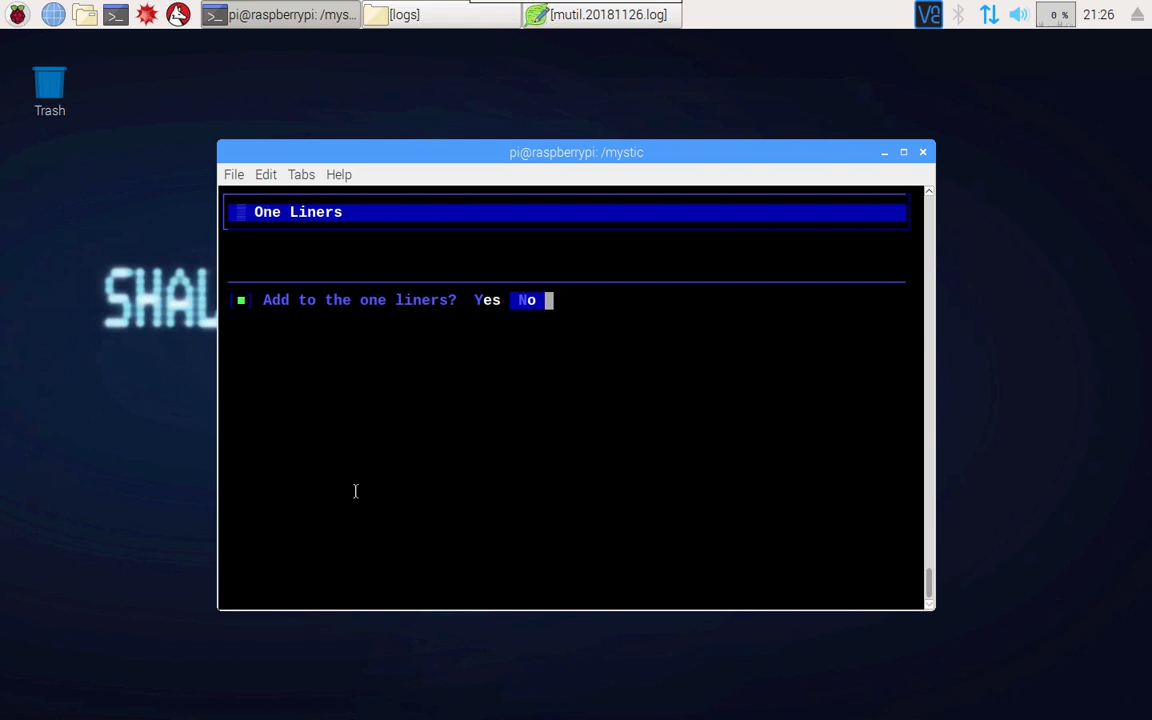 pi@raspberrypi: /mys...
[logs]
[mutil.20181126.log]
0 %
21:26
Trash
pi@raspberrypi: /mystic
File Edit Tabs Help
One Liners
Add to the one liners? Yes No